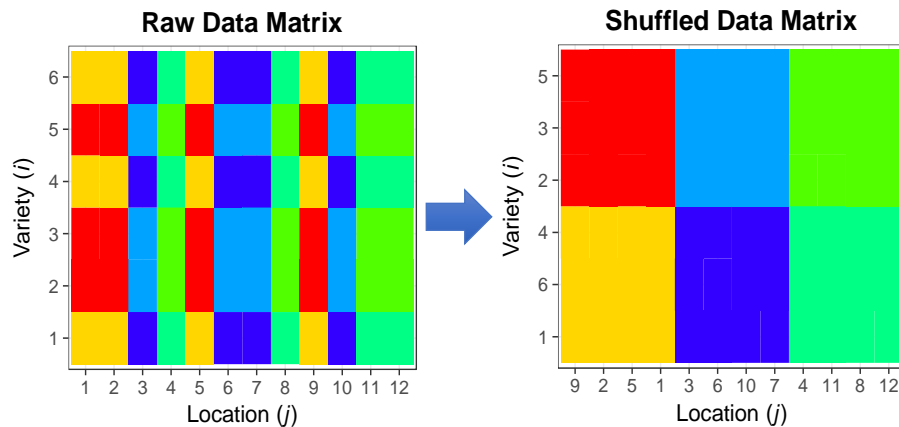 Raw Data Matrix
Variety (i)
6
5
4
3
2
1
1 2 3 4 5 6 7 8 9 10 11 12
Location (j)
Shuffled Data Matrix
Variety (i)
5
3
2
4
6
1
9 2 5 1 3 6 10 7 4 11 8 12
Location (j)